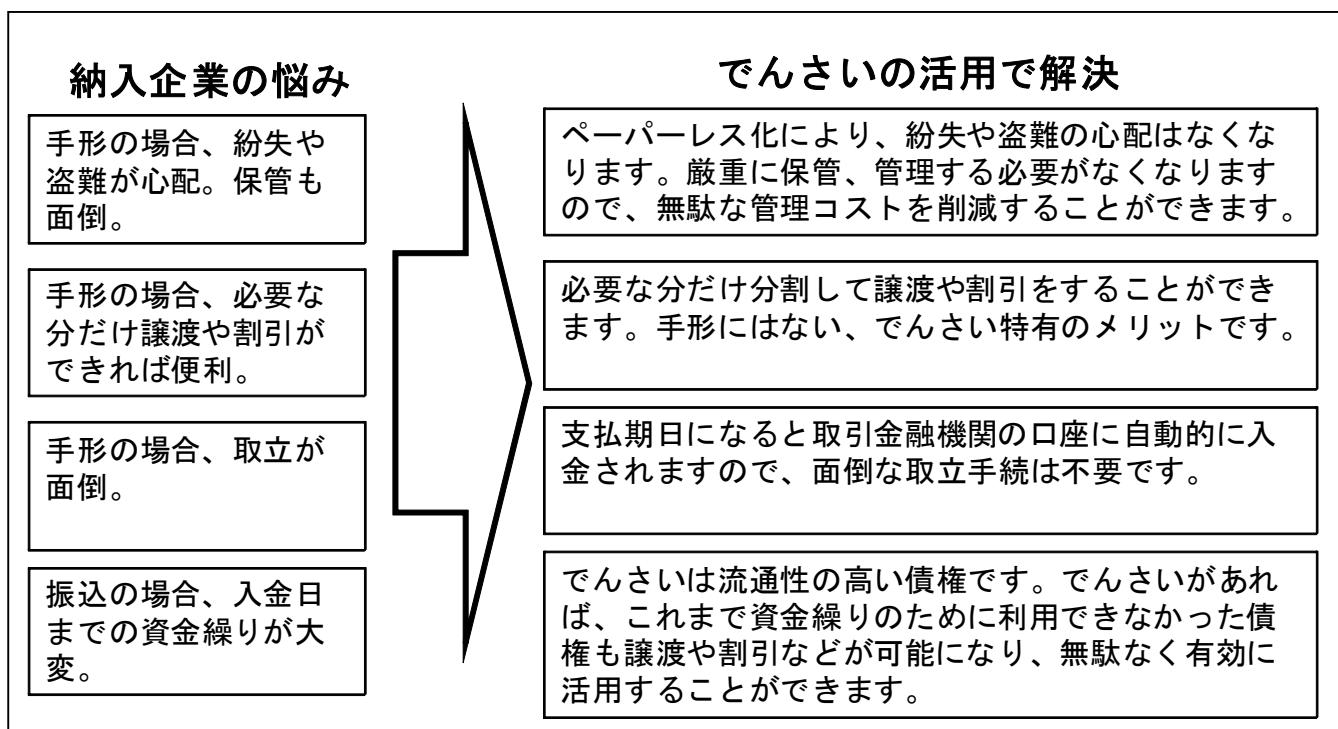 納入企業の悩み
手形の場合、紛失や
盗難が心配。保管も
面倒。
手形の場合、必要な
分だけ譲渡や割引が
できれば便利。
手形の場合、取立が
面倒。
振込の場合、入金日
までの資金繰りが大
変。
でんさいの活用で解決
ペーパーレス化により、紛失や盗難の心配はなくな
ります。厳重に保管、管理する必要がなくなります
ので、無駄な管理コストを削減することができます。
必要な分だけ分割して譲渡や割引をすることができ
ます。手形にはない、でんさい特有のメリットです。
支払期日になると取引金融機関の口座に自動的に入
金されますので、面倒な取立手続は不要です。
でんさいは流通性の高い債権です。でんさいがあれ
ば、これまで資金繰りのために利用できなかった債
権も譲渡や割引などが可能になり、無駄なく有効に
活用することができます。